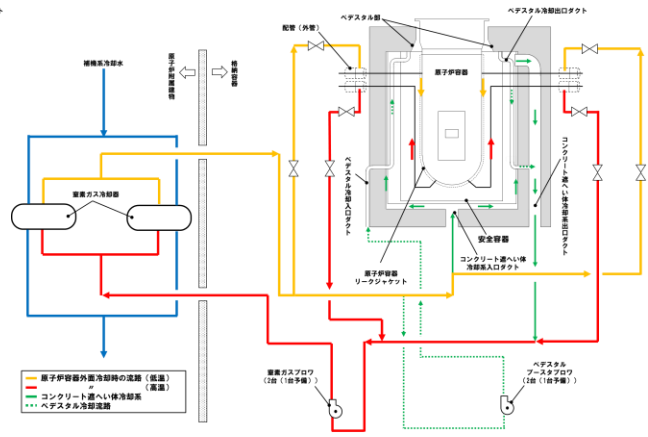 ペデスタル部
ペデスタル冷却出口ダクト
配管(外管)
補機系冷却水
原子炉附属建物
格納容器
原子炉容器
窒素ガス冷却器
ペデスタル冷却入口ダクト
コンクリート遮へい体
冷却系出口ダクト
安全容器
原子炉容器
リークジャケット
コンクリート遮へい体
冷却系入口ダクト
原子炉容器外面冷却時の流路(低温)
〃 (高温)
コンクリート遮へい体冷却系
ペデスタル冷却流路
窒素ガスブロワ
(2台(1台予備))
ペデスタル
ブースタブロワ
(2台(1台予備))